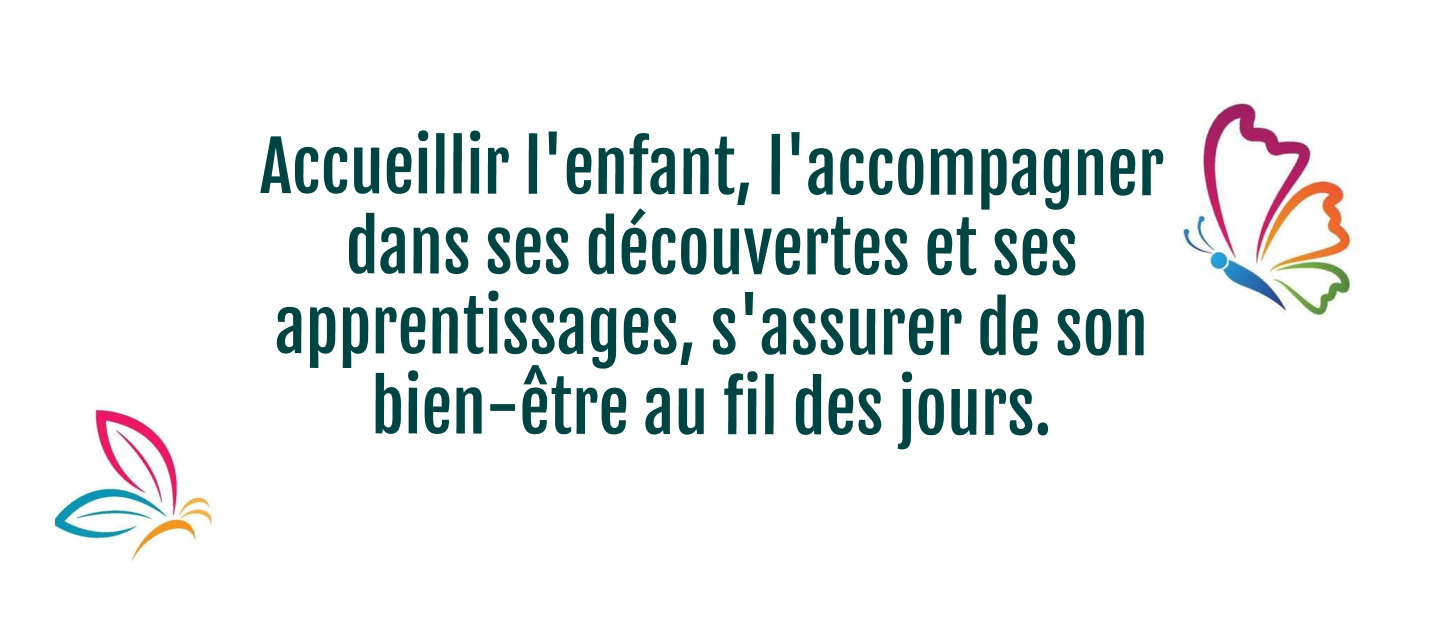 Accueillir l'enfant, l'accompagner
dans ses découvertes et ses
apprentissages, s'assurer de son
bien-être au fil des jours.